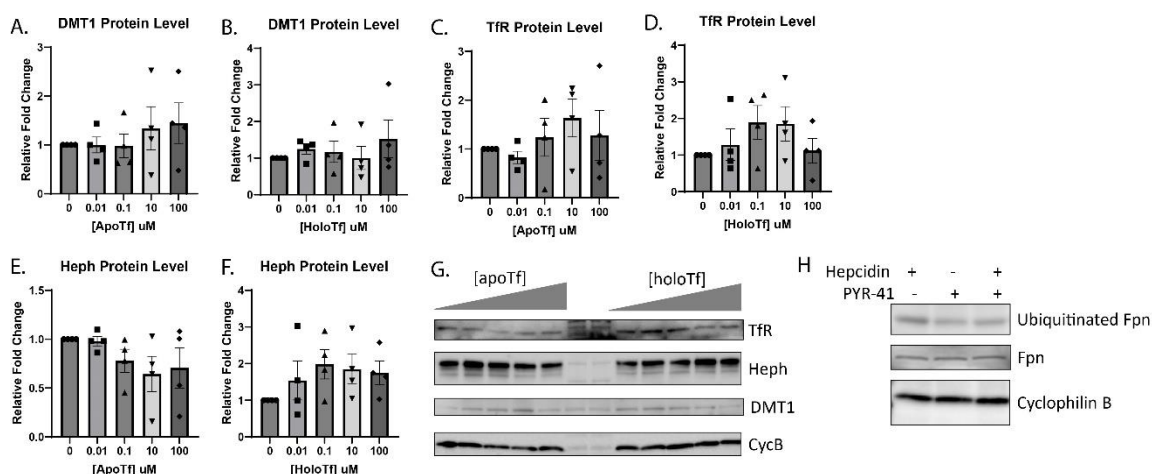 A.
DMT1 Protein Level
Relative Fold Change
3
2
1
0
0 0.01 0.1 10 100
[ApoTf] uM
B.
DMT1 Protein Level
Relative Fold Change
4
3
2
1
0
0 0.01 0.1 10 100
[HoloTf] uM
C.
TfR Protein Level
Relative Fold Change
3
2
1
0
0 0.01 0.1 10 100
[ApoTf] uM
D.
TfR Protein Level
Relative Fold Change
4
3
2
1
0
0 0.01 0.1 10 100
[HoloTf] uM
E.
Heph Protein Level
Relative Fold Change
1.5
1.0
0.5
0.0
0 0.01 0.1 10 100
[ApoTf] uM
F.
Heph Protein Level
Relative Fold Change
4
3
2
1
0
0 0.01 0.1 10 100
[HoloTf] uM
G.
[apoTf] [holoTf]
TfR
Heph
DMT1
CycB
H
Hepcidin + - +
PYR-41 - + +
Ubiquitinated Fpn
Fpn
Cyclophilin B